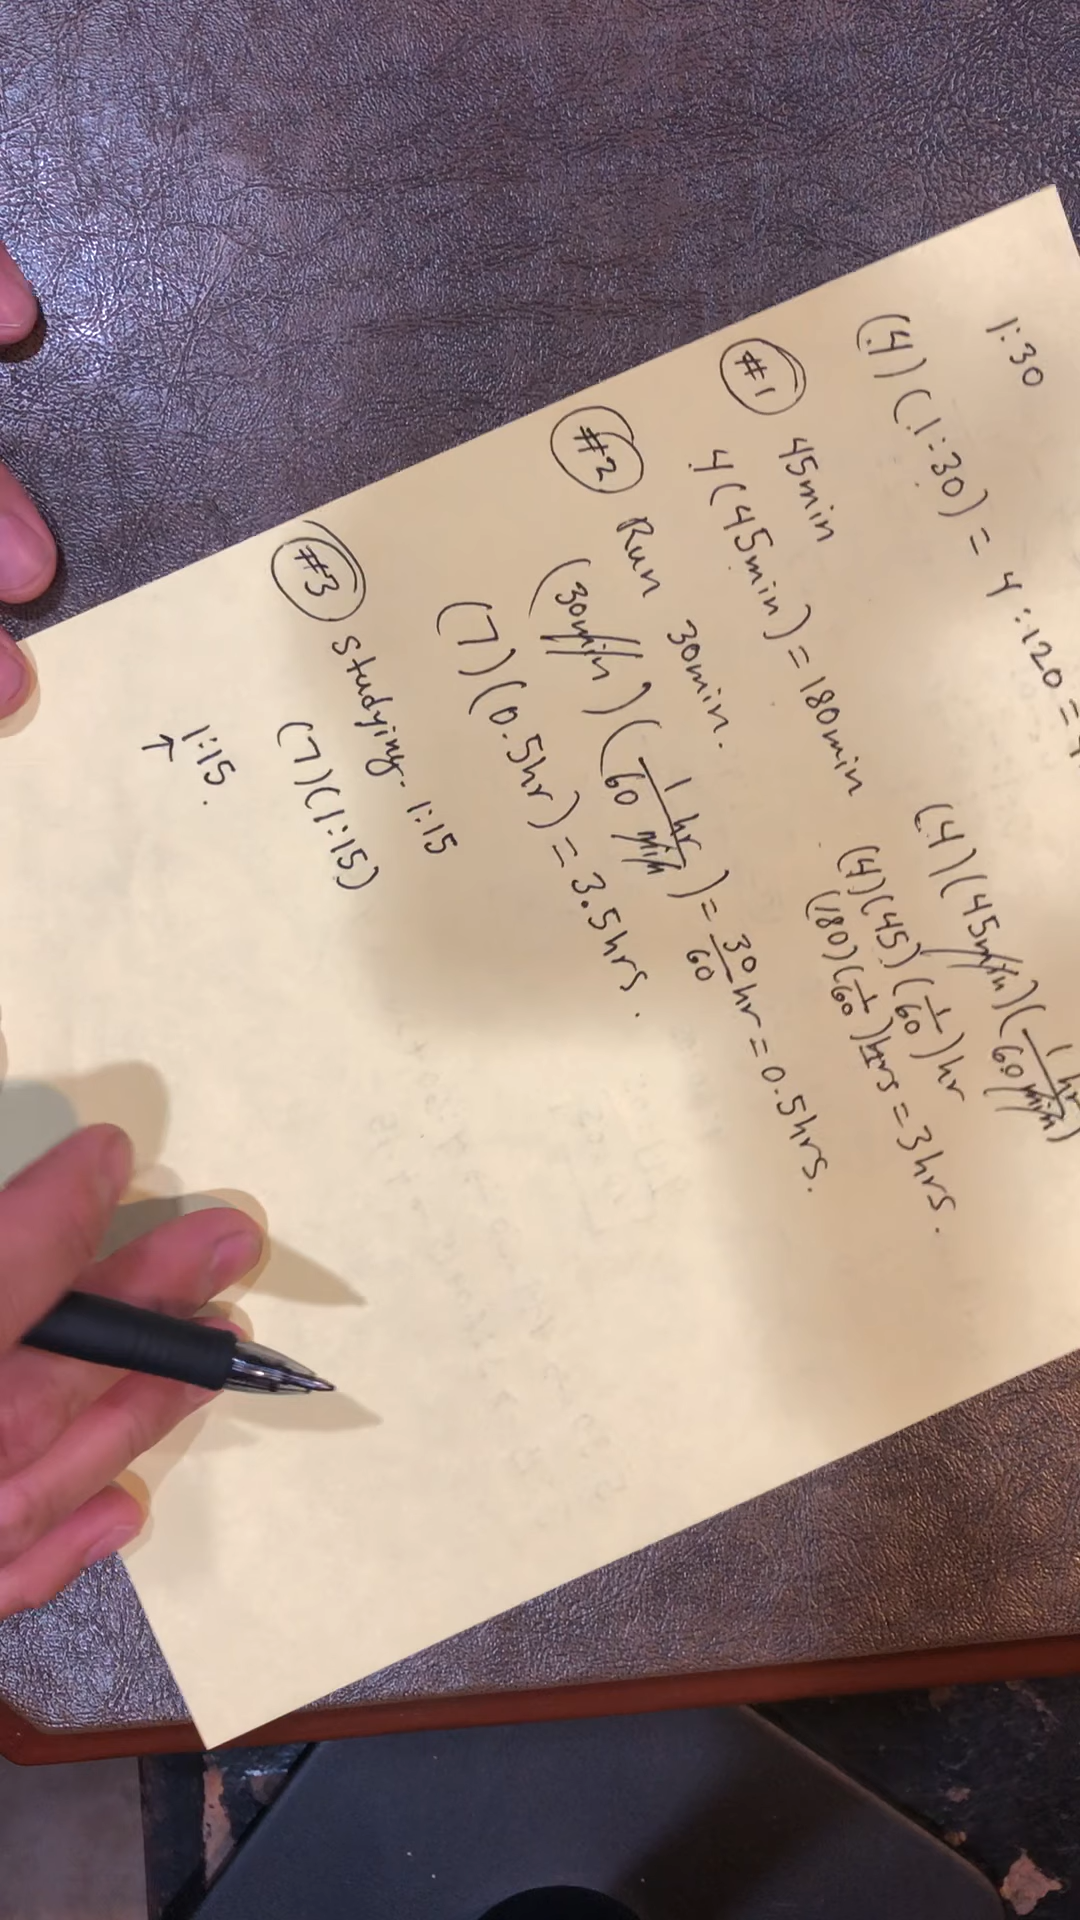 1:30
(4)(1:30) = 4:120 =
#1 45min
4(45min) = 180min
(4)(45min)(1 hr/60 min)
(4)(45)(1/60)hr
(180)(1/60)hrs = 3hrs.
#2 Run 30min.
(30min)(1 hr/60 min) = 30/60 hr = 0.5hrs.
(7)(0.5hr) = 3.5hrs.
#3 Studying. 1:15
(7)(1:15)
1:15.
↑